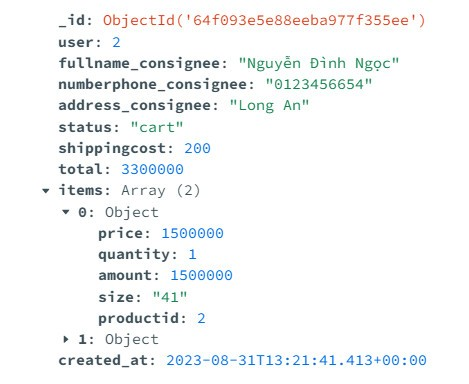 _id: ObjectId('64f093e5e88eeba977f355ee')
user: 2
fullname_consignee: "Nguyễn Đình Ngọc"
numberphone_consignee: "0123456654"
address_consignee: "Long An"
status: "cart"
shippingcost: 200
total: 3300000
items: Array (2)
0: Object
price: 1500000
quantity: 1
amount: 1500000
size: "41"
productid: 2
1: Object
created_at: 2023-08-31T13:21:41.413+00:00